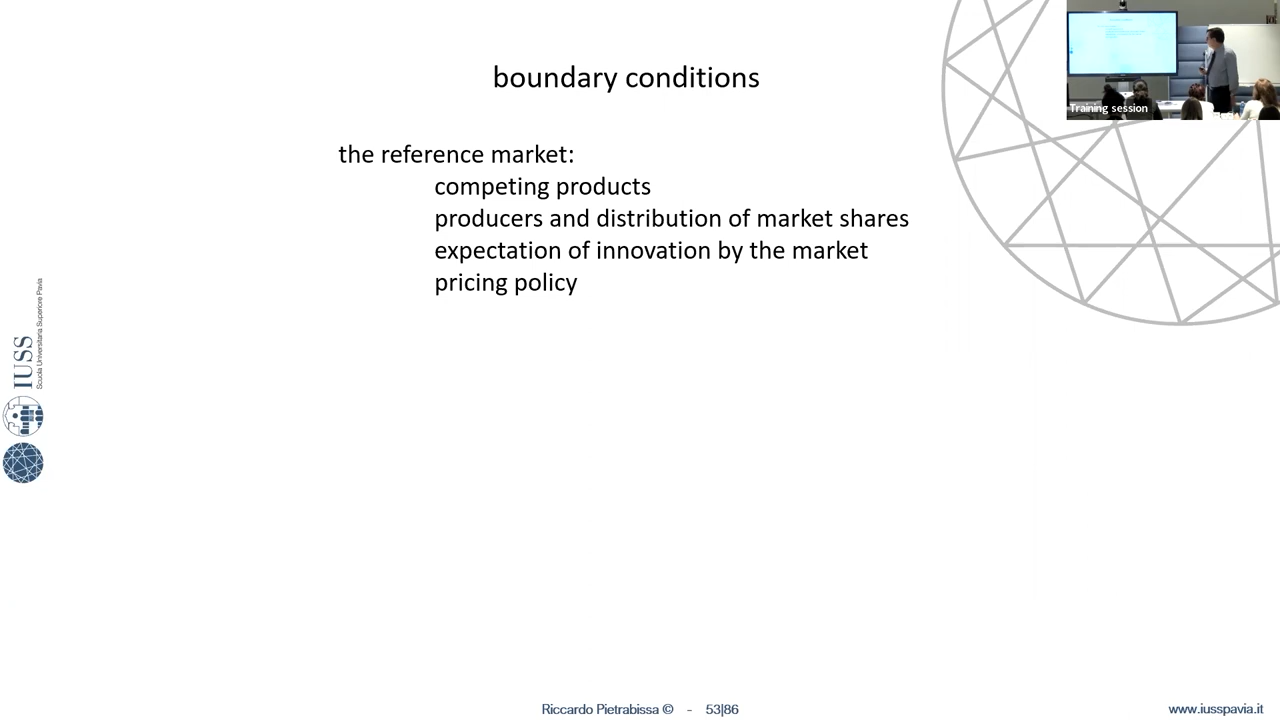 boundary conditions
the reference market:
competing products
producers and distribution of market shares
expectation of innovation by the market
pricing policy
Training session
IUSS
Scuola Universitaria Superiore Pavia
Riccardo Pietrabissa © - 53|86
www.iusspavia.it